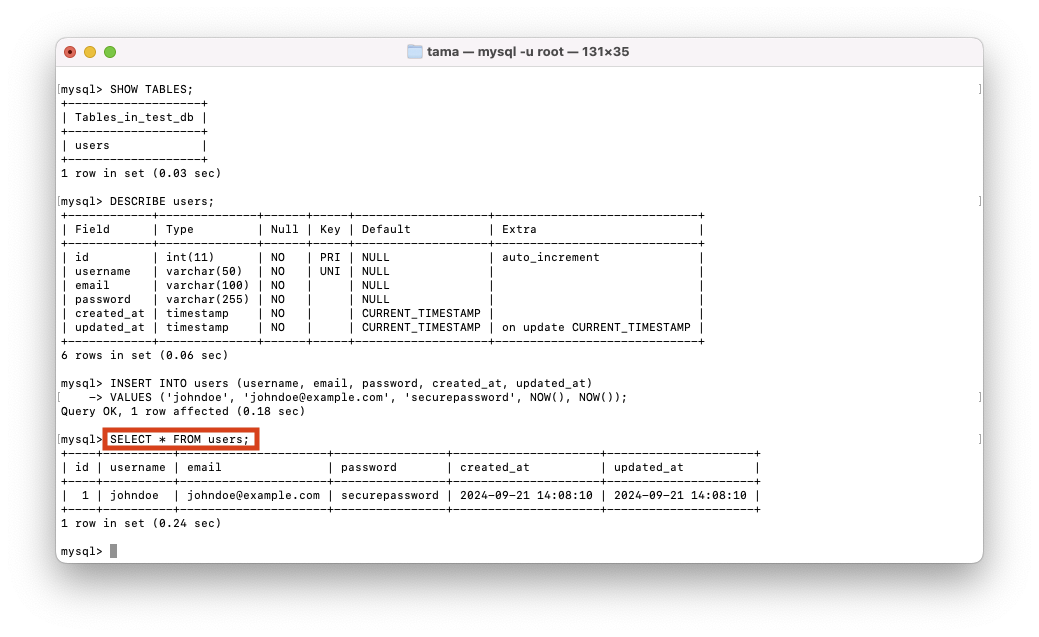 tama — mysql -u root — 131×35
mysql> SHOW TABLES;
+-------------------+
| Tables_in_test_db |
+-------------------+
| users             |
+-------------------+
1 row in set (0.03 sec)
mysql> DESCRIBE users;
+------------+--------------+------+-----+-------------------+-----------------------------+
| Field      | Type         | Null | Key | Default           | Extra                       |
+------------+--------------+------+-----+-------------------+-----------------------------+
| id         | int(11)      | NO   | PRI | NULL              | auto_increment              |
| username   | varchar(50)  | NO   | UNI | NULL              |                             |
| email      | varchar(100) | NO   |     | NULL              |                             |
| password   | varchar(255) | NO   |     | NULL              |                             |
| created_at | timestamp    | NO   |     | CURRENT_TIMESTAMP |                             |
| updated_at | timestamp    | NO   |     | CURRENT_TIMESTAMP | on update CURRENT_TIMESTAMP |
+------------+--------------+------+-----+-------------------+-----------------------------+
6 rows in set (0.06 sec)
mysql> INSERT INTO users (username, email, password, created_at, updated_at)
    -> VALUES ('johndoe', 'johndoe@example.com', 'securepassword', NOW(), NOW());
Query OK, 1 row affected (0.18 sec)
mysql> SELECT * FROM users;
+----+----------+---------------------+----------------+---------------------+---------------------+
| id | username | email               | password       | created_at          | updated_at          |
+----+----------+---------------------+----------------+---------------------+---------------------+
|  1 | johndoe  | johndoe@example.com | securepassword | 2024-09-21 14:08:10 | 2024-09-21 14:08:10 |
+----+----------+---------------------+----------------+---------------------+---------------------+
1 row in set (0.24 sec)
mysql>